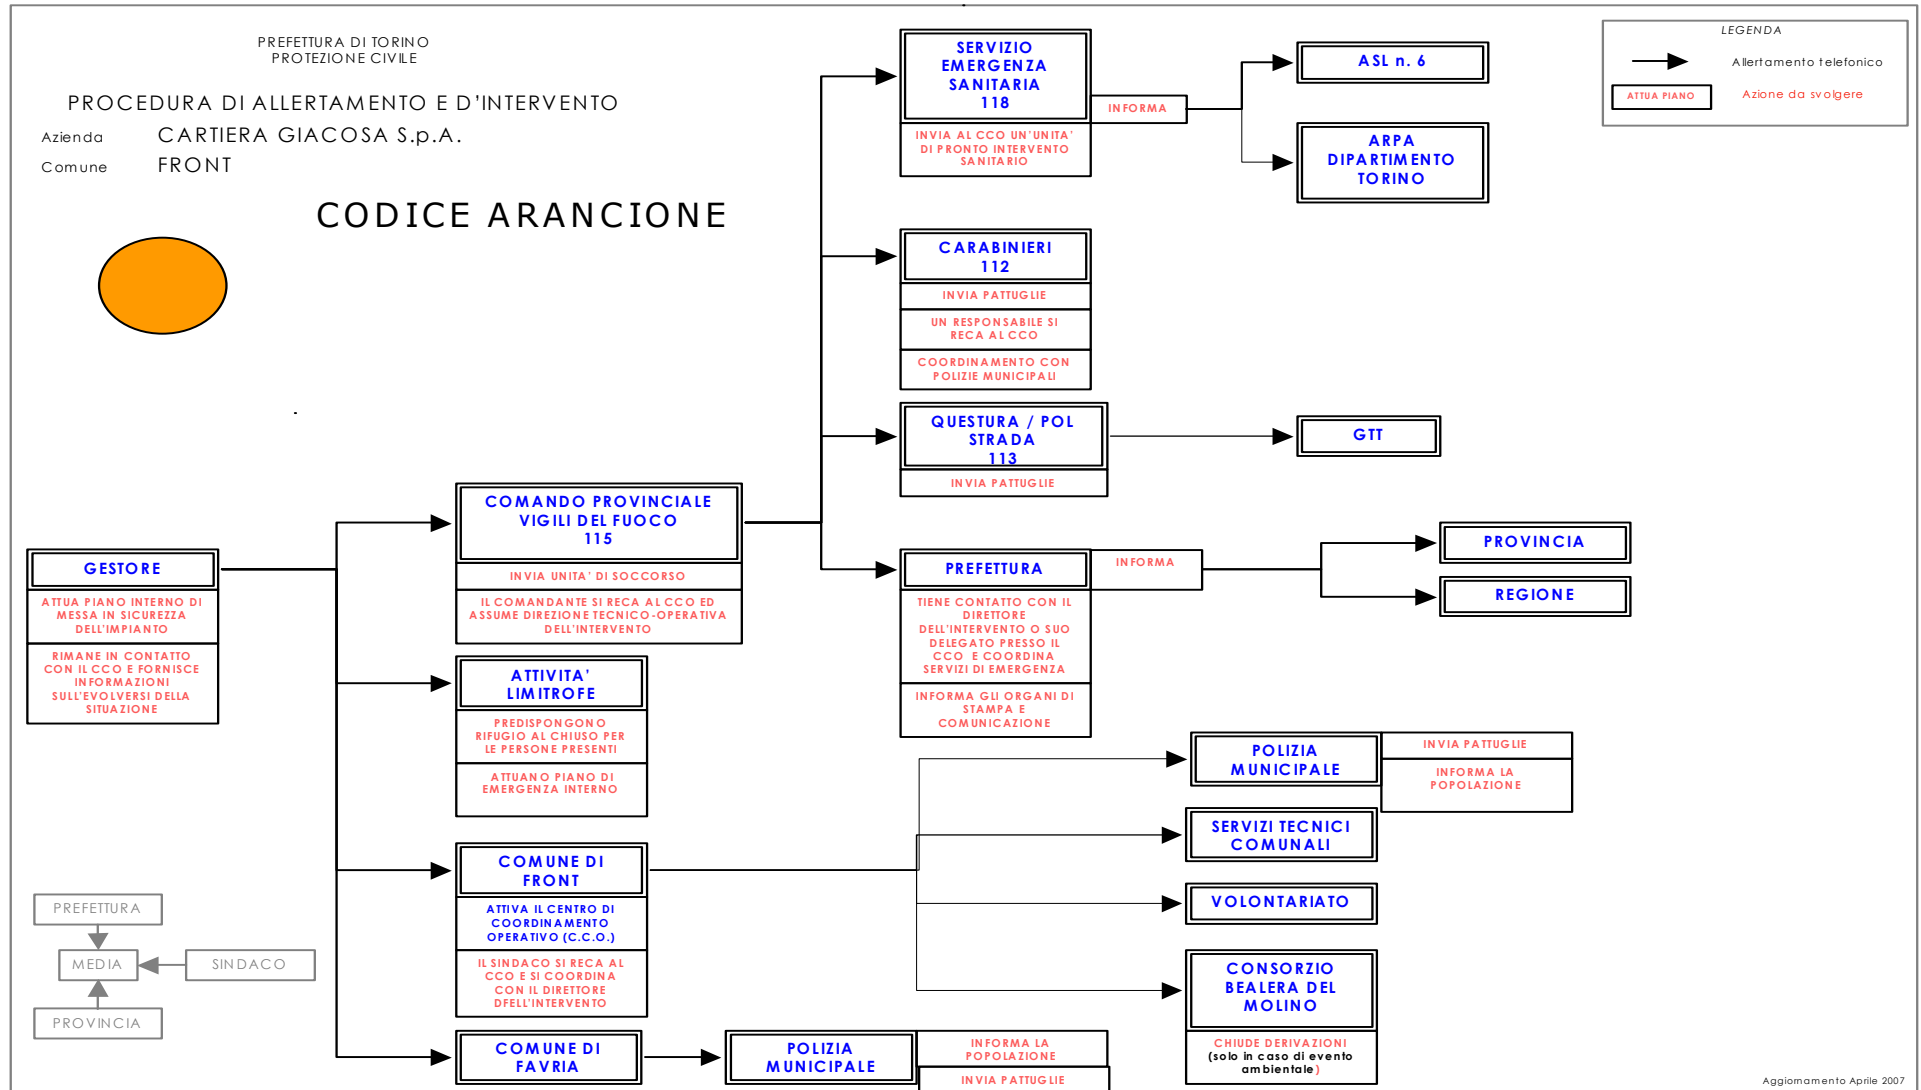 PREFETTURA DI TORINO
PROTEZIONE CIVILE
PROCEDURA DI ALLERTAMENTO E D'INTERVENTO
Azienda CARTIERA GIACOSA S.p.A.
Comune FRONT
CODICE ARANCIONE
LEGENDA
Allertamento telefonico
ATTUA PIANO
Azione da svolgere
GESTORE
ATTUA PIANO INTERNO DI
MESSA IN SICUREZZA
DELL'IMPIANTO
RIMANE IN CONTATTO
CON IL CCO E FORNISCE
INFORMAZIONI
SULL'EVOLVERSI DELLA
SITUAZIONE
COMANDO PROVINCIALE
VIGILI DEL FUOCO
115
INVIA UNITA' DI SOCCORSO
IL COMANDANTE SI RECA AL CCO ED
ASSUME DIREZIONE TECNICO-OPERATIVA
DELL'INTERVENTO
ATTIVITA'
LIMITROFE
PREDISPONGONO
RIFUGIO AL CHIUSO PER
LE PERSONE PRESENTI
ATTUANO PIANO DI
EMERGENZA INTERNO
COMUNE DI
FRONT
ATTIVA IL CENTRO DI
COORDINAMENTO
OPERATIVO (C.C.O.)
IL SINDACO SI RECA AL
CCO E SI COORDINA
CON IL DIRETTORE
DFELL'INTERVENTO
COMUNE DI
FAVRIA
POLIZIA
MUNICIPALE
INFORMA LA
POPOLAZIONE
INVIA PATTUGLIE
SERVIZIO
EMERGENZA
SANITARIA
118
INVIA AL CCO UN'UNITA'
DI PRONTO INTERVENTO
SANITARIO
INFORMA
ASL n. 6
ARPA
DIPARTIMENTO
TORINO
CARABINIERI
112
INVIA PATTUGLIE
UN RESPONSABILE SI
RECA AL CCO
COORDINAMENTO CON
POLIZIE MUNICIPALI
QUESTURA / POL
STRADA
113
INVIA PATTUGLIE
GTT
PREFETTURA
INFORMA
TIENE CONTATTO CON IL
DIRETTORE
DELL'INTERVENTO O SUO
DELEGATO PRESSO IL
CCO E COORDINA
SERVIZI DI EMERGENZA
INFORMA GLI ORGANI DI
STAMPA E
COMUNICAZIONE
PROVINCIA
REGIONE
POLIZIA
MUNICIPALE
INVIA PATTUGLIE
INFORMA LA
POPOLAZIONE
SERVIZI TECNICI
COMUNALI
VOLONTARIATO
CONSORZIO
BEALERA DEL
MOLINO
CHIUDE DERIVAZIONI
(solo in caso di evento
ambientale)
PREFETTURA
MEDIA
SINDACO
PROVINCIA
Aggiornamento Aprile 2007